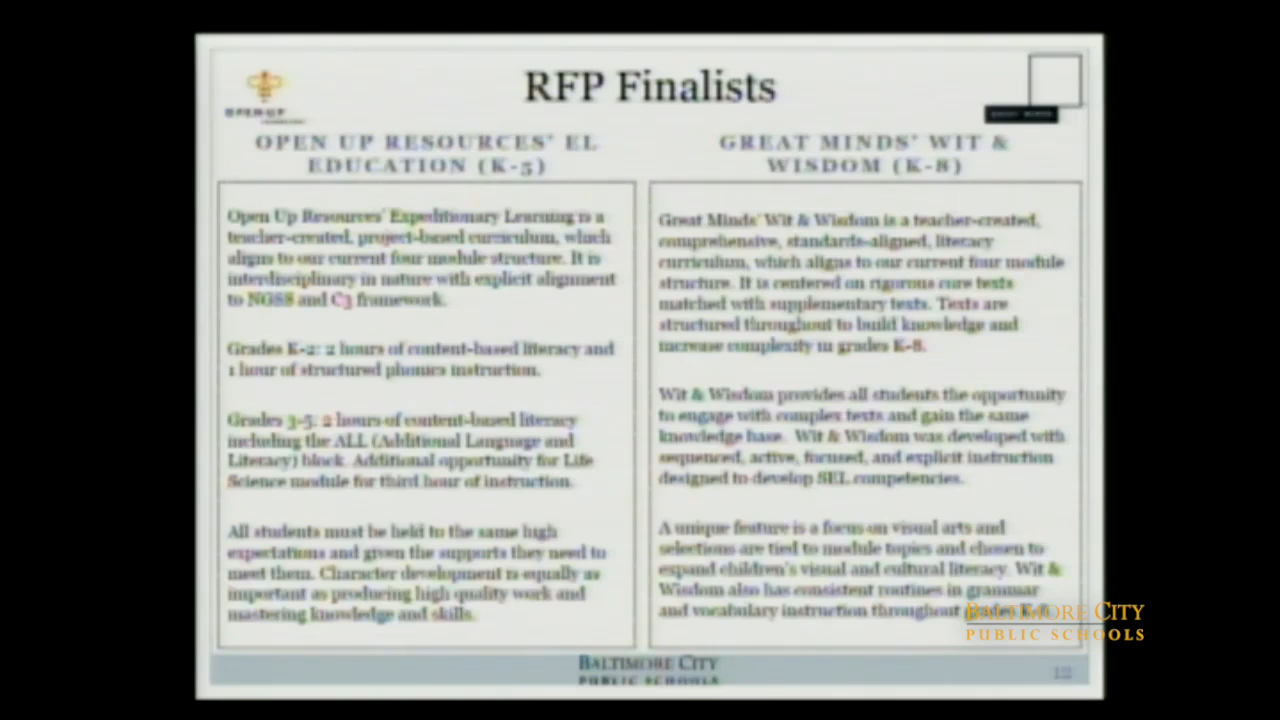 RFP Finalists
OPEN UP
OPEN UP RESOURCES' EL
EDUCATION (K-5)
Open Up Resources' Expeditionary Learning is a
teacher-created, project-based curriculum, which
aligns to our current four module structure. It is
interdisciplinary in nature with explicit alignment
to NGSS and C3 framework.
Grades K-2: 2 hours of content-based literacy and
1 hour of structured phonics instruction.
Grades 3-5: 2 hours of content-based literacy
including the ALL (Additional Language and
Literacy) block. Additional opportunity for Life
Science module for third hour of instruction.
All students must be held to the same high
expectations and given the supports they need to
meet them. Character development is equally as
important as producing high quality work and
mastering knowledge and skills.
GREAT MINDS' WIT &
WISDOM (K-8)
Great Minds' Wit & Wisdom is a teacher-created,
comprehensive, standards-aligned, literacy
curriculum, which aligns to our current four module
structure. It is centered on rigorous core texts
matched with supplementary texts. Texts are
structured throughout to build knowledge and
increase complexity in grades K-8.
Wit & Wisdom provides all students the opportunity
to engage with complex texts and gain the same
knowledge base. Wit & Wisdom was developed with
sequenced, active, focused, and explicit instruction
designed to develop SEL competencies.
A unique feature is a focus on visual arts and
selections are tied to module topics and chosen to
expand children's visual and cultural literacy. Wit &
Wisdom also has consistent routines in grammar
and vocabulary instruction throughout
BALTIMORE CITY
PUBLIC SCHOOLS
BALTIMORE CITY
PUBLIC SCHOOLS
12